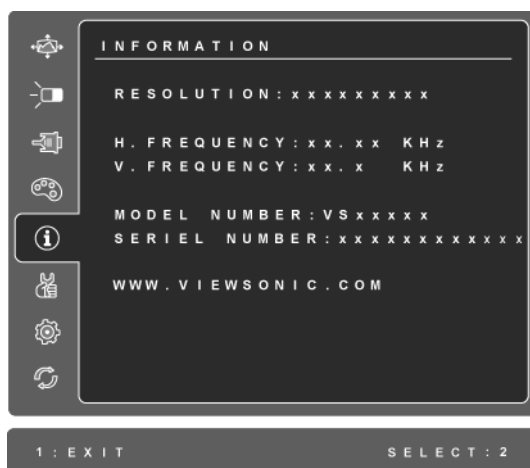 INFORMATION
RESOLUTION:xxxxxxxxx
H. FREQUENCY:xx.xx KHz
V. FREQUENCY:xx.x KHz
MODEL NUMBER:VSxxxxx
SERIEL NUMBER:xxxxxxxxxxxx
WWW.VIEWSONIC.COM
1:EXIT SELECT:2